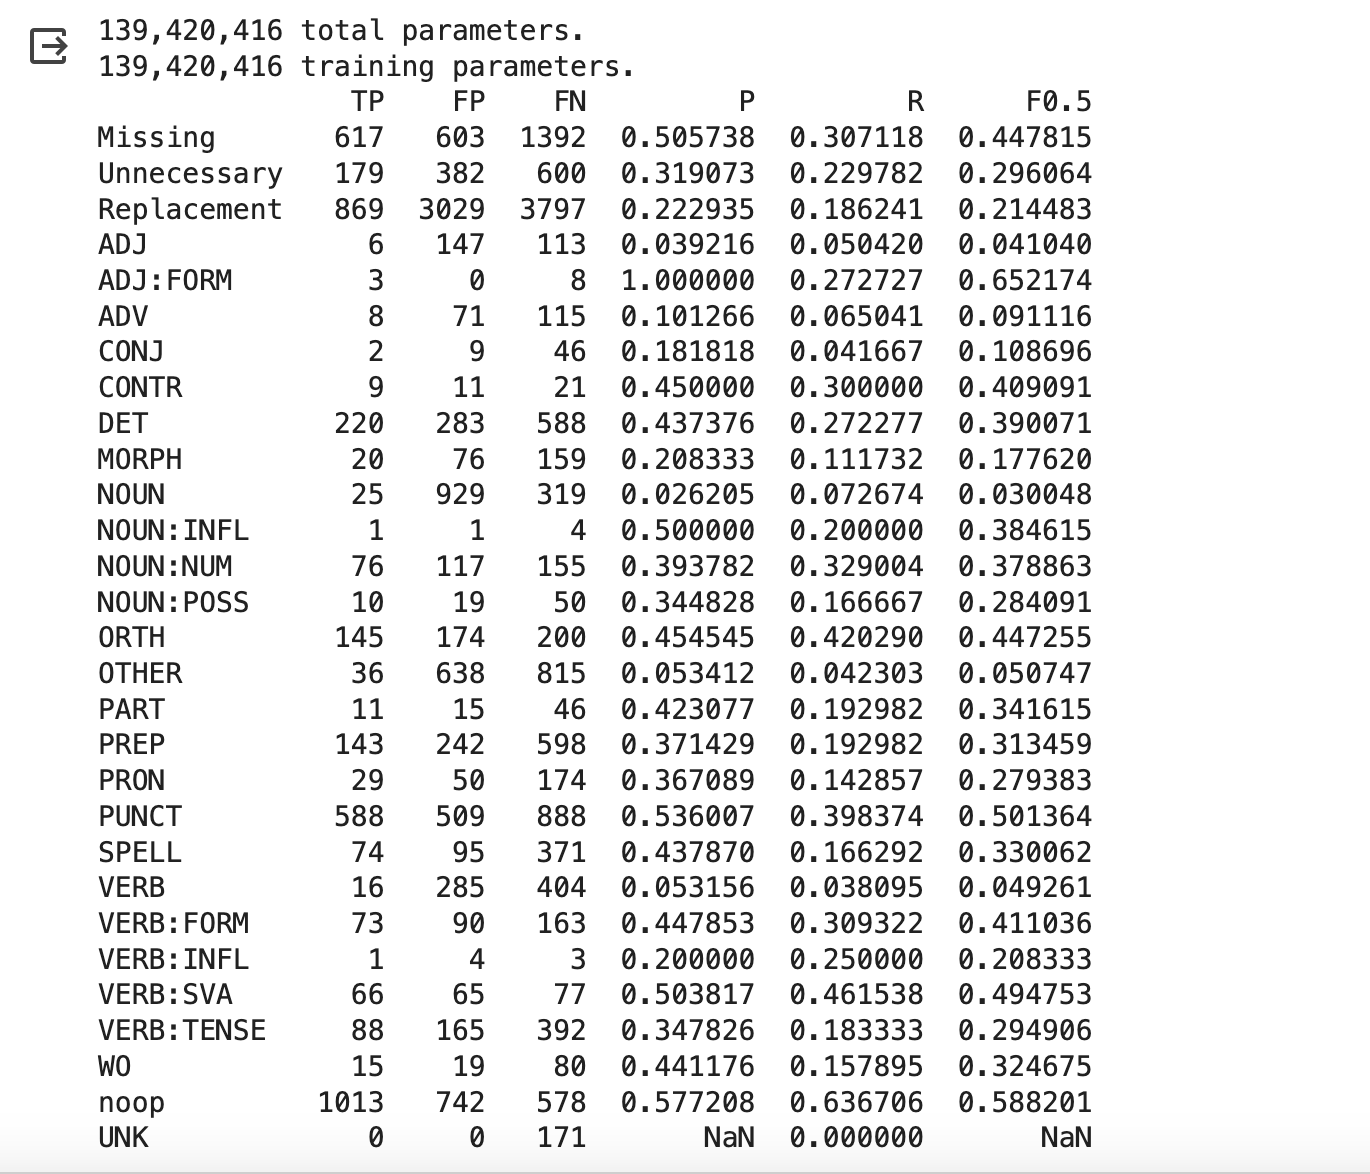 139,420,416 total parameters.
139,420,416 training parameters.
TP FP FN P R F0.5
Missing 617 603 1392 0.505738 0.307118 0.447815
Unnecessary 179 382 600 0.319073 0.229782 0.296064
Replacement 869 3029 3797 0.222935 0.186241 0.214483
ADJ 6 147 113 0.039216 0.050420 0.041040
ADJ:FORM 3 0 8 1.000000 0.272727 0.652174
ADV 8 71 115 0.101266 0.065041 0.091116
CONJ 2 9 46 0.181818 0.041667 0.108696
CONTR 9 11 21 0.450000 0.300000 0.409091
DET 220 283 588 0.437376 0.272277 0.390071
MORPH 20 76 159 0.208333 0.111732 0.177620
NOUN 25 929 319 0.026205 0.072674 0.030048
NOUN:INFL 1 1 4 0.500000 0.200000 0.384615
NOUN:NUM 76 117 155 0.393782 0.329004 0.378863
NOUN:POSS 10 19 50 0.344828 0.166667 0.284091
ORTH 145 174 200 0.454545 0.420290 0.447255
OTHER 36 638 815 0.053412 0.042303 0.050747
PART 11 15 46 0.423077 0.192982 0.341615
PREP 143 242 598 0.371429 0.192982 0.313459
PRON 29 50 174 0.367089 0.142857 0.279383
PUNCT 588 509 888 0.536007 0.398374 0.501364
SPELL 74 95 371 0.437870 0.166292 0.330062
VERB 16 285 404 0.053156 0.038095 0.049261
VERB:FORM 73 90 163 0.447853 0.309322 0.411036
VERB:INFL 1 4 3 0.200000 0.250000 0.208333
VERB:SVA 66 65 77 0.503817 0.461538 0.494753
VERB:TENSE 88 165 392 0.347826 0.183333 0.294906
WO 15 19 80 0.441176 0.157895 0.324675
noop 1013 742 578 0.577208 0.636706 0.588201
UNK 0 0 171 NaN 0.000000 NaN